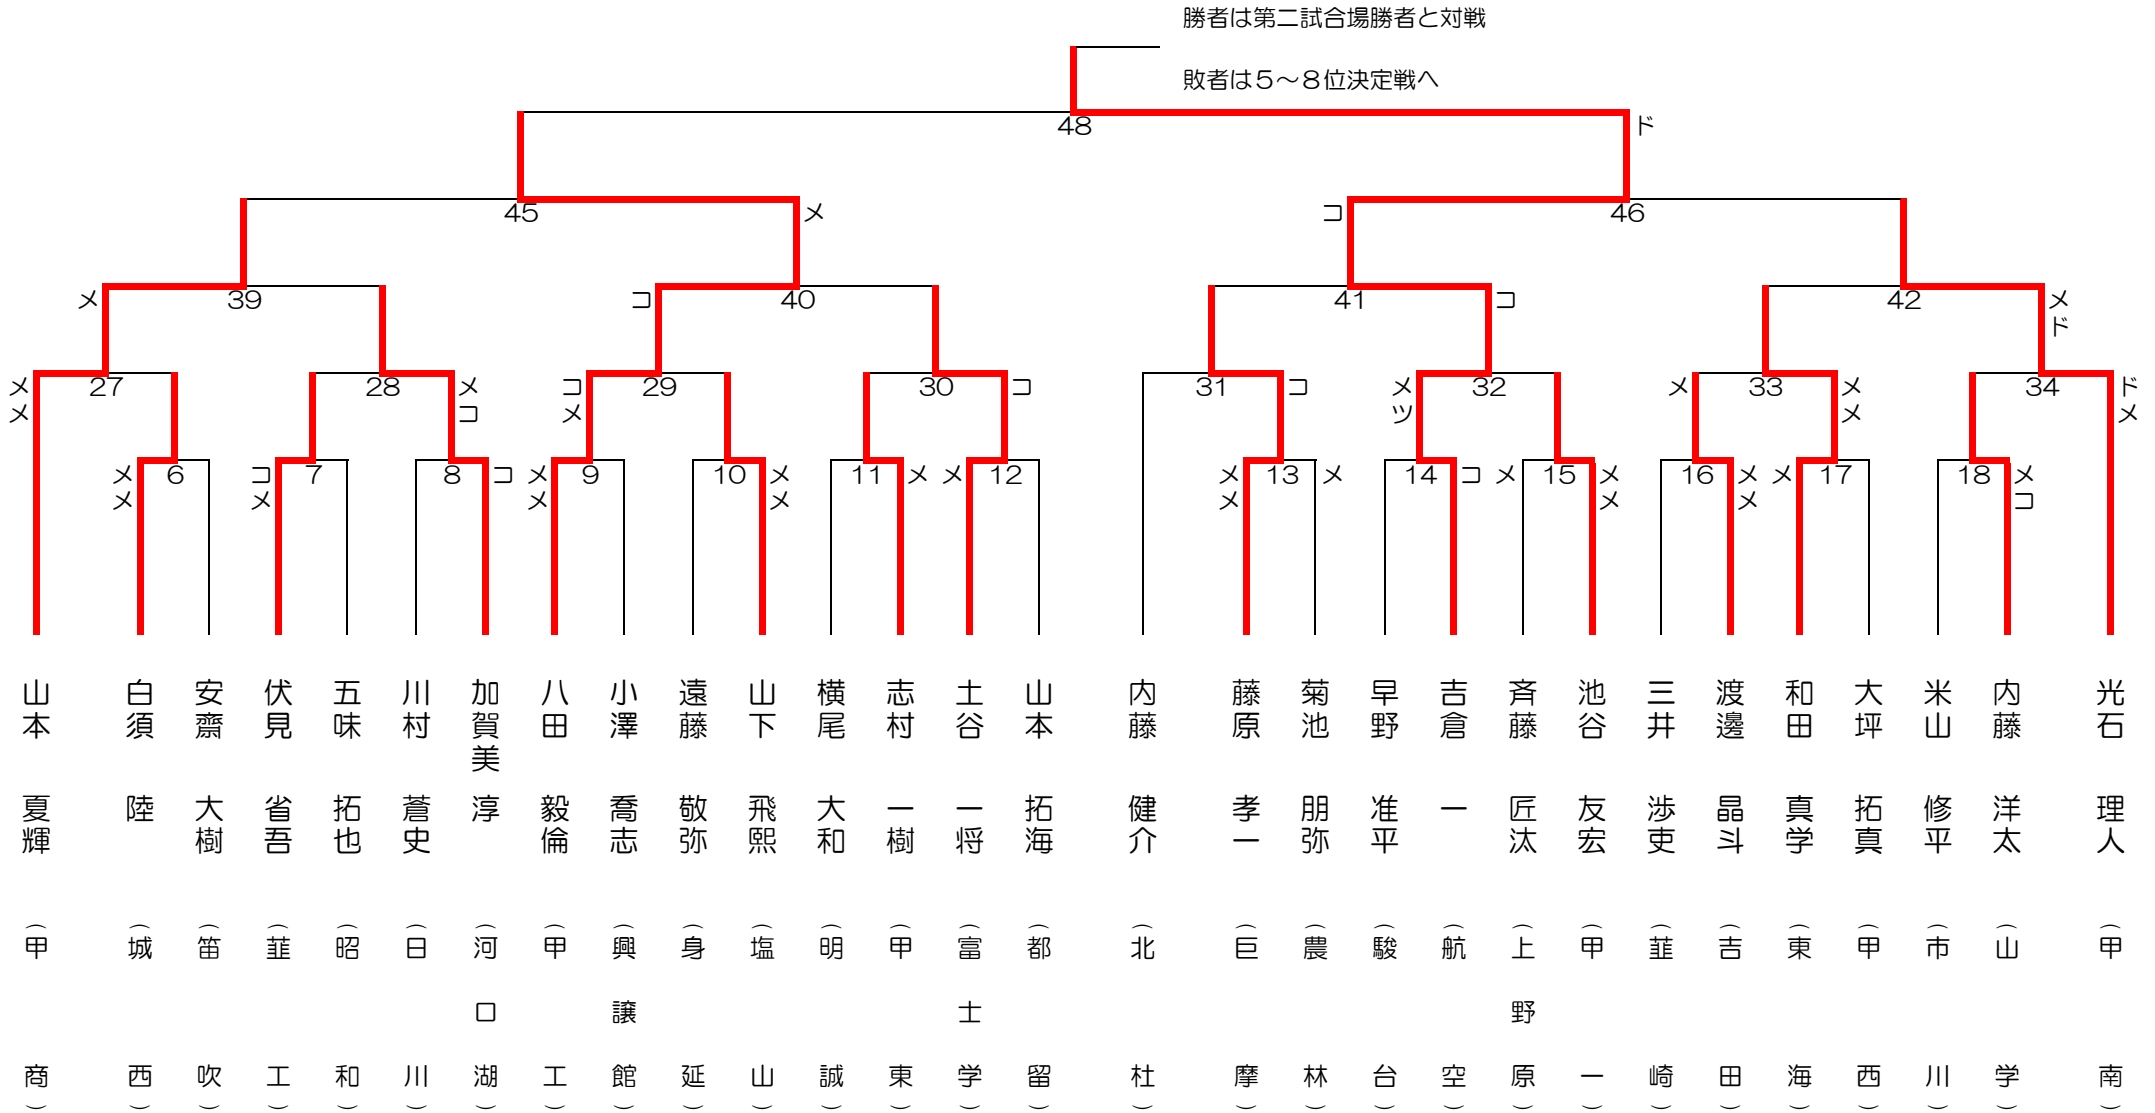 勝者は第二試合場勝者と対戦
敗者は５～８位決定戦へ
48
ド
45
メ
コ
46
メ
39
コ
40
41
コ
42
メド
メメ
27
28
メコ
コメ
29
30
コ
31
コ
メツ
32
メ
33
メメ
34
ドメ
メメ
6
コメ
7
8
コ
メメ
9
10
メメ
11
メ
メ
12
メメ
13
メ
14
コ
メ
15
メメ
16
メメ
メ
17
18
メコ
山本 夏輝 （甲商）
白須 陸 （城西）
安齋 大樹 （笛吹）
伏見 省吾 （韮工）
五味 拓也 （昭和）
川村 蒼史 （日川）
加賀美 淳 （河口湖）
八田 毅倫 （甲工）
小澤 喬志 （興譲館）
遠藤 敬弥 （身延）
山下 飛熙 （塩山）
横尾 大和 （明誠）
志村 一樹 （甲東）
土谷 一将 （富士学）
山本 拓海 （都留）
内藤 健介 （北杜）
藤原 孝一 （巨摩）
菊池 朋弥 （農林）
早野 准平 （駿台）
吉倉 一 （航空）
斉藤 匠汰 （上野原）
池谷 友宏 （甲一）
三井 渉吏 （韮崎）
渡邊 晶斗 （吉田）
和田 真学 （東海）
大坪 拓真 （甲西）
米山 修平 （市川）
内藤 洋太 （山学）
光石 理人 （甲南）